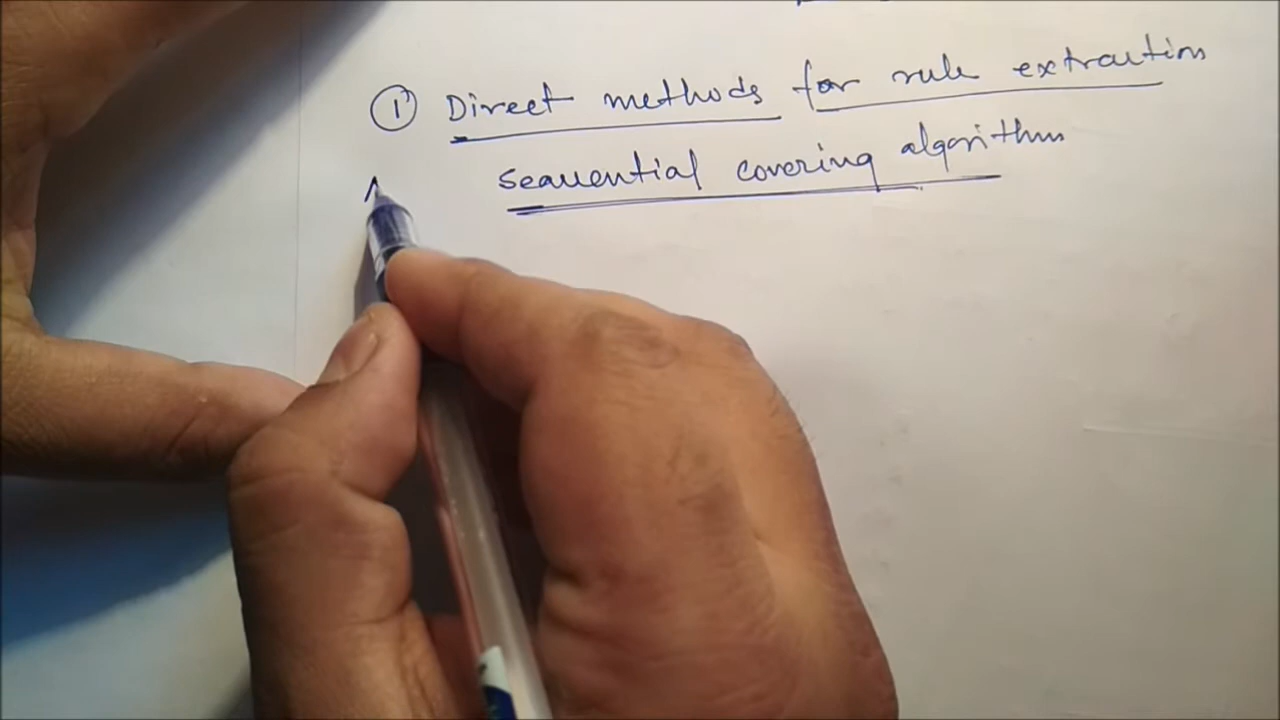 ① Direct methods for rule extraction
seauential covering algorithm